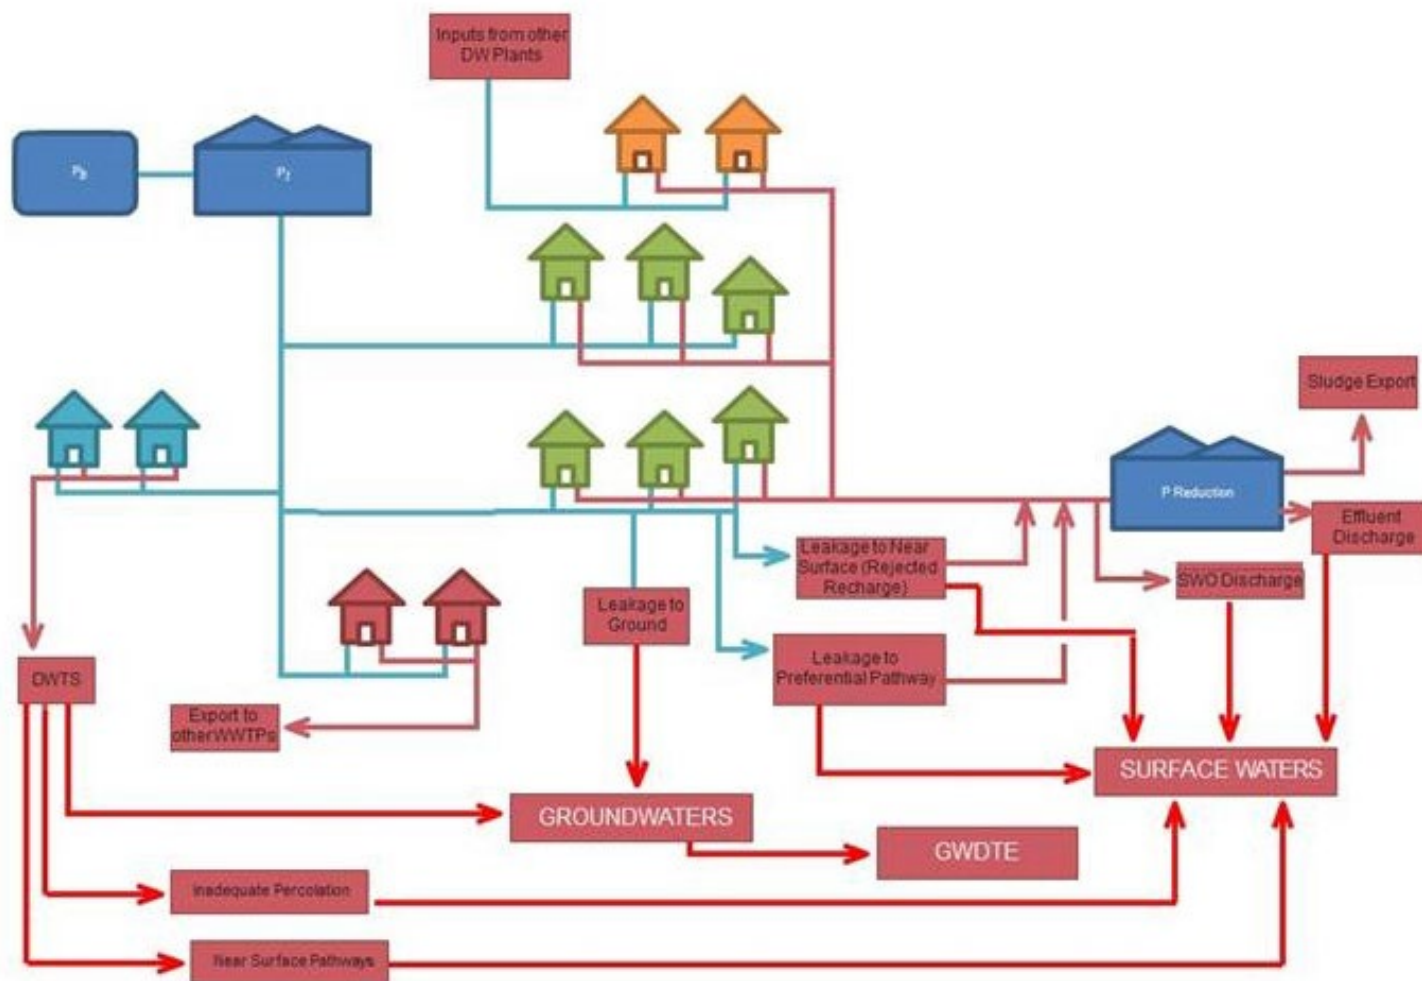 Inputs from other
DW Plants
PB
P1
Sludge Export
P Reduction
Effluent
Discharge
Leakage to Near
Surface (Rejected
Recharge)
SWO Discharge
Leakage to
Ground
Leakage to
Preferential Pathway
DWTS
Export to
other WWTPs
SURFACE WATERS
GROUNDWATERS
GWDTE
Inadequate Percolation
Near Surface Pathways